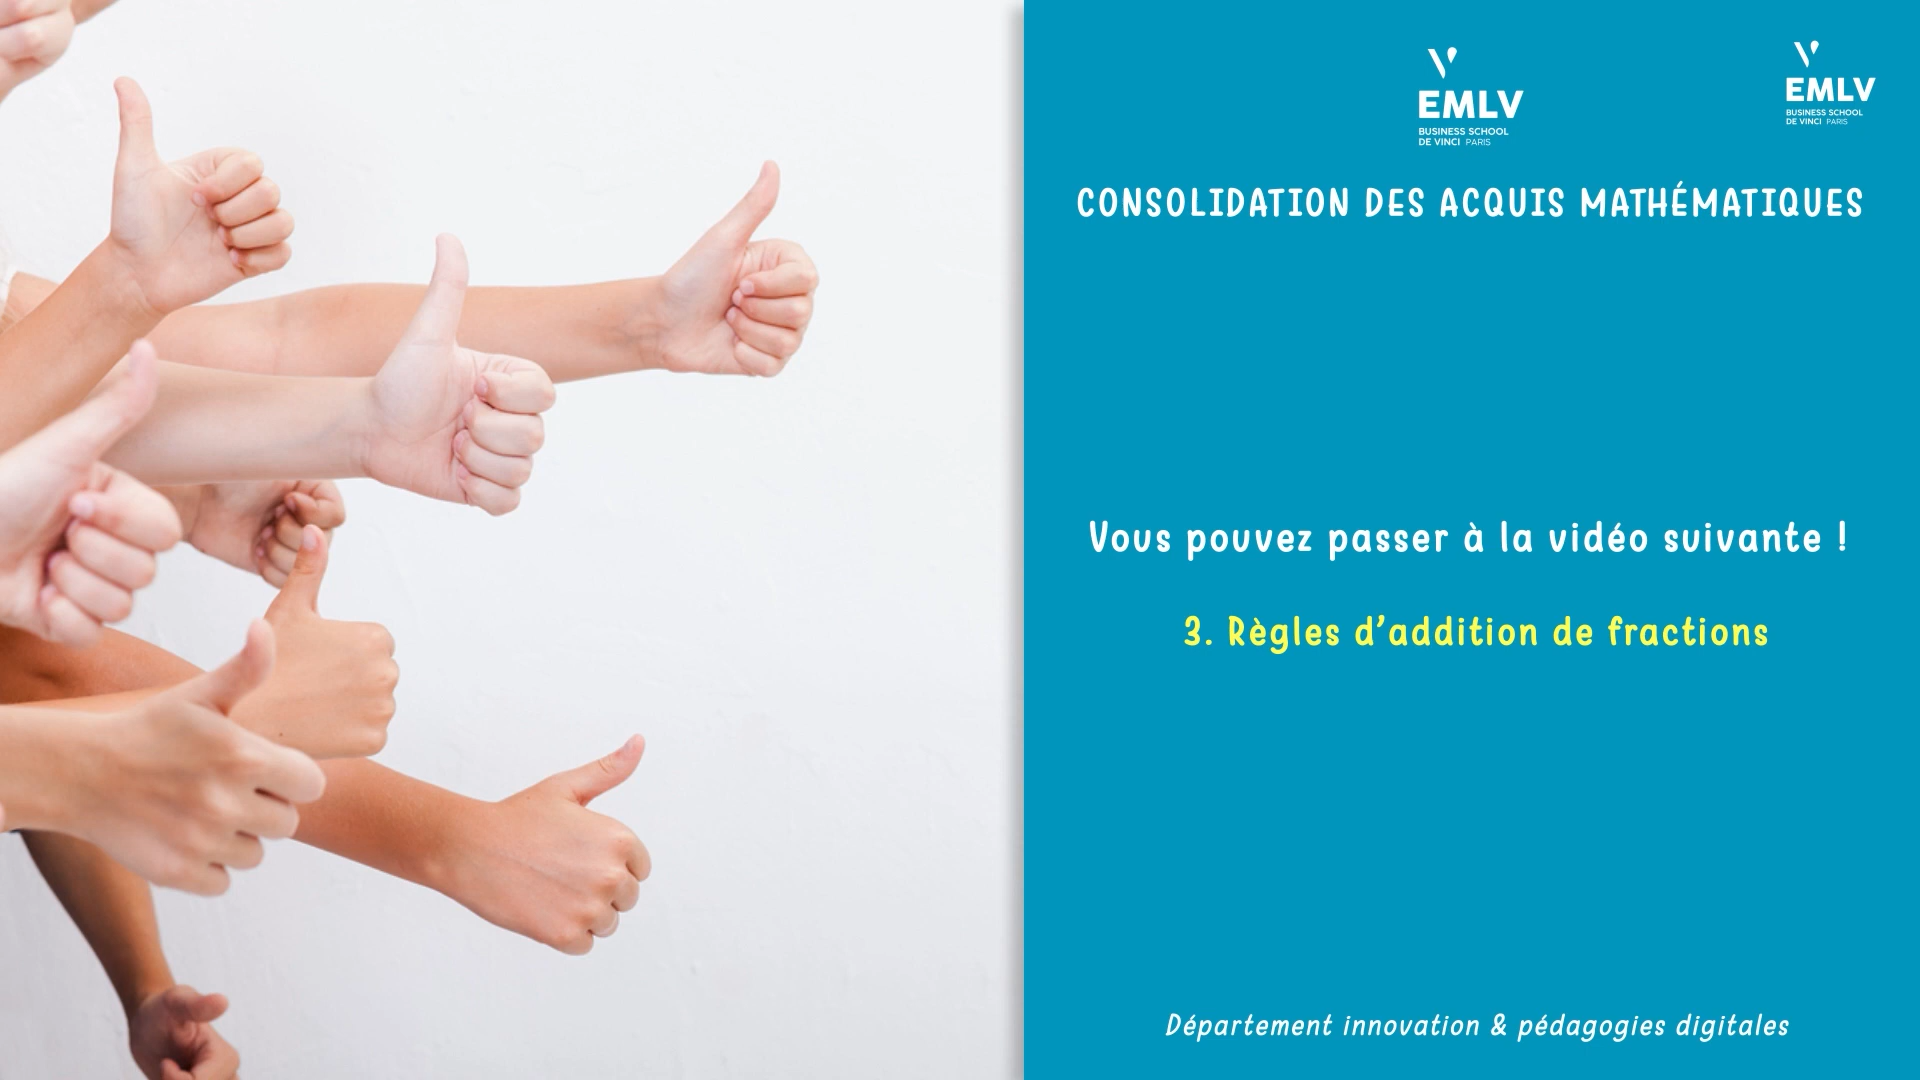 EMLV
BUSINESS SCHOOL
DE VINCI PARIS
EMLV
BUSINESS SCHOOL
DE VINCI PARIS
CONSOLIDATION DES ACQUIS MATHÉMATIQUES
Vous pouvez passer à la vidéo suivante !
3. Règles d'addition de fractions
Département innovation & pédagogies digitales